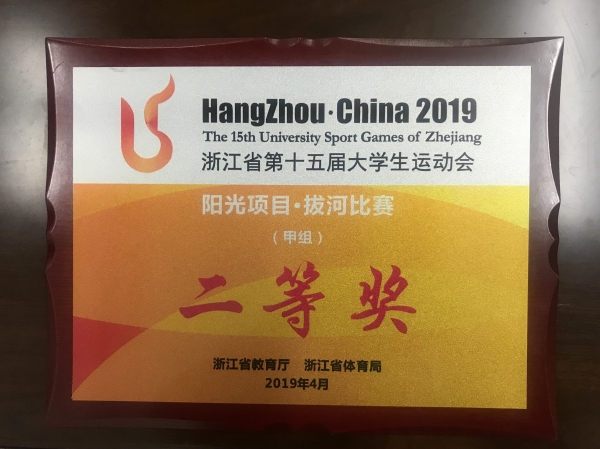 HangZhou·China 2019
The 15th University Sport Games of Zhejiang
浙江省第十五届大学生运动会
阳光项目·拔河比赛
（甲组）
二等奖
浙江省教育厅 浙江省体育局
2019年4月